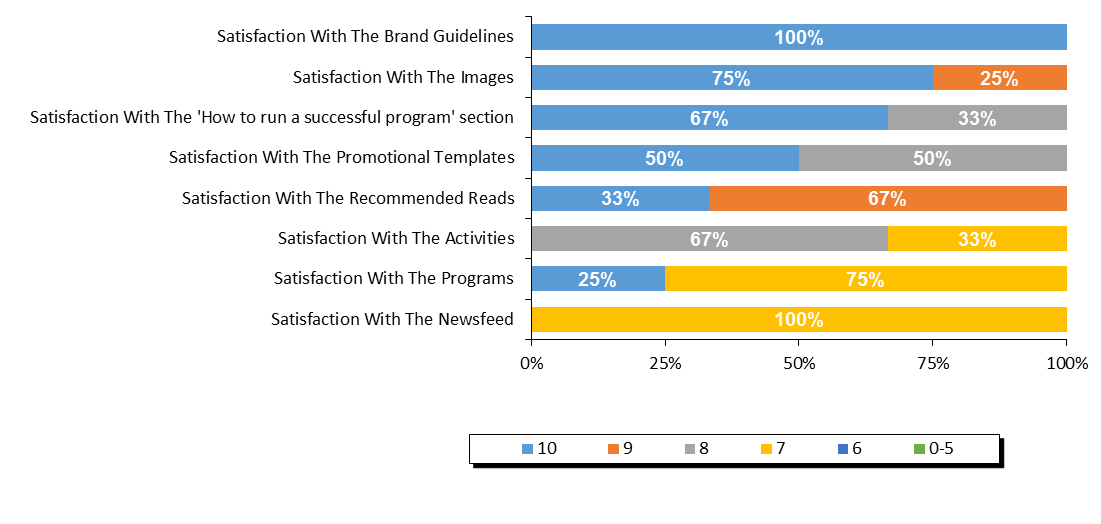 Satisfaction With The Brand Guidelines 100%
Satisfaction With The Images 75% 25%
Satisfaction With The 'How to run a successful program' section 67% 33%
Satisfaction With The Promotional Templates 50% 50%
Satisfaction With The Recommended Reads 33% 67%
Satisfaction With The Activities 67% 33%
Satisfaction With The Programs 25% 75%
Satisfaction With The Newsfeed 100%
0% 25% 50% 75% 100%
10 9 8 7 6 0-5